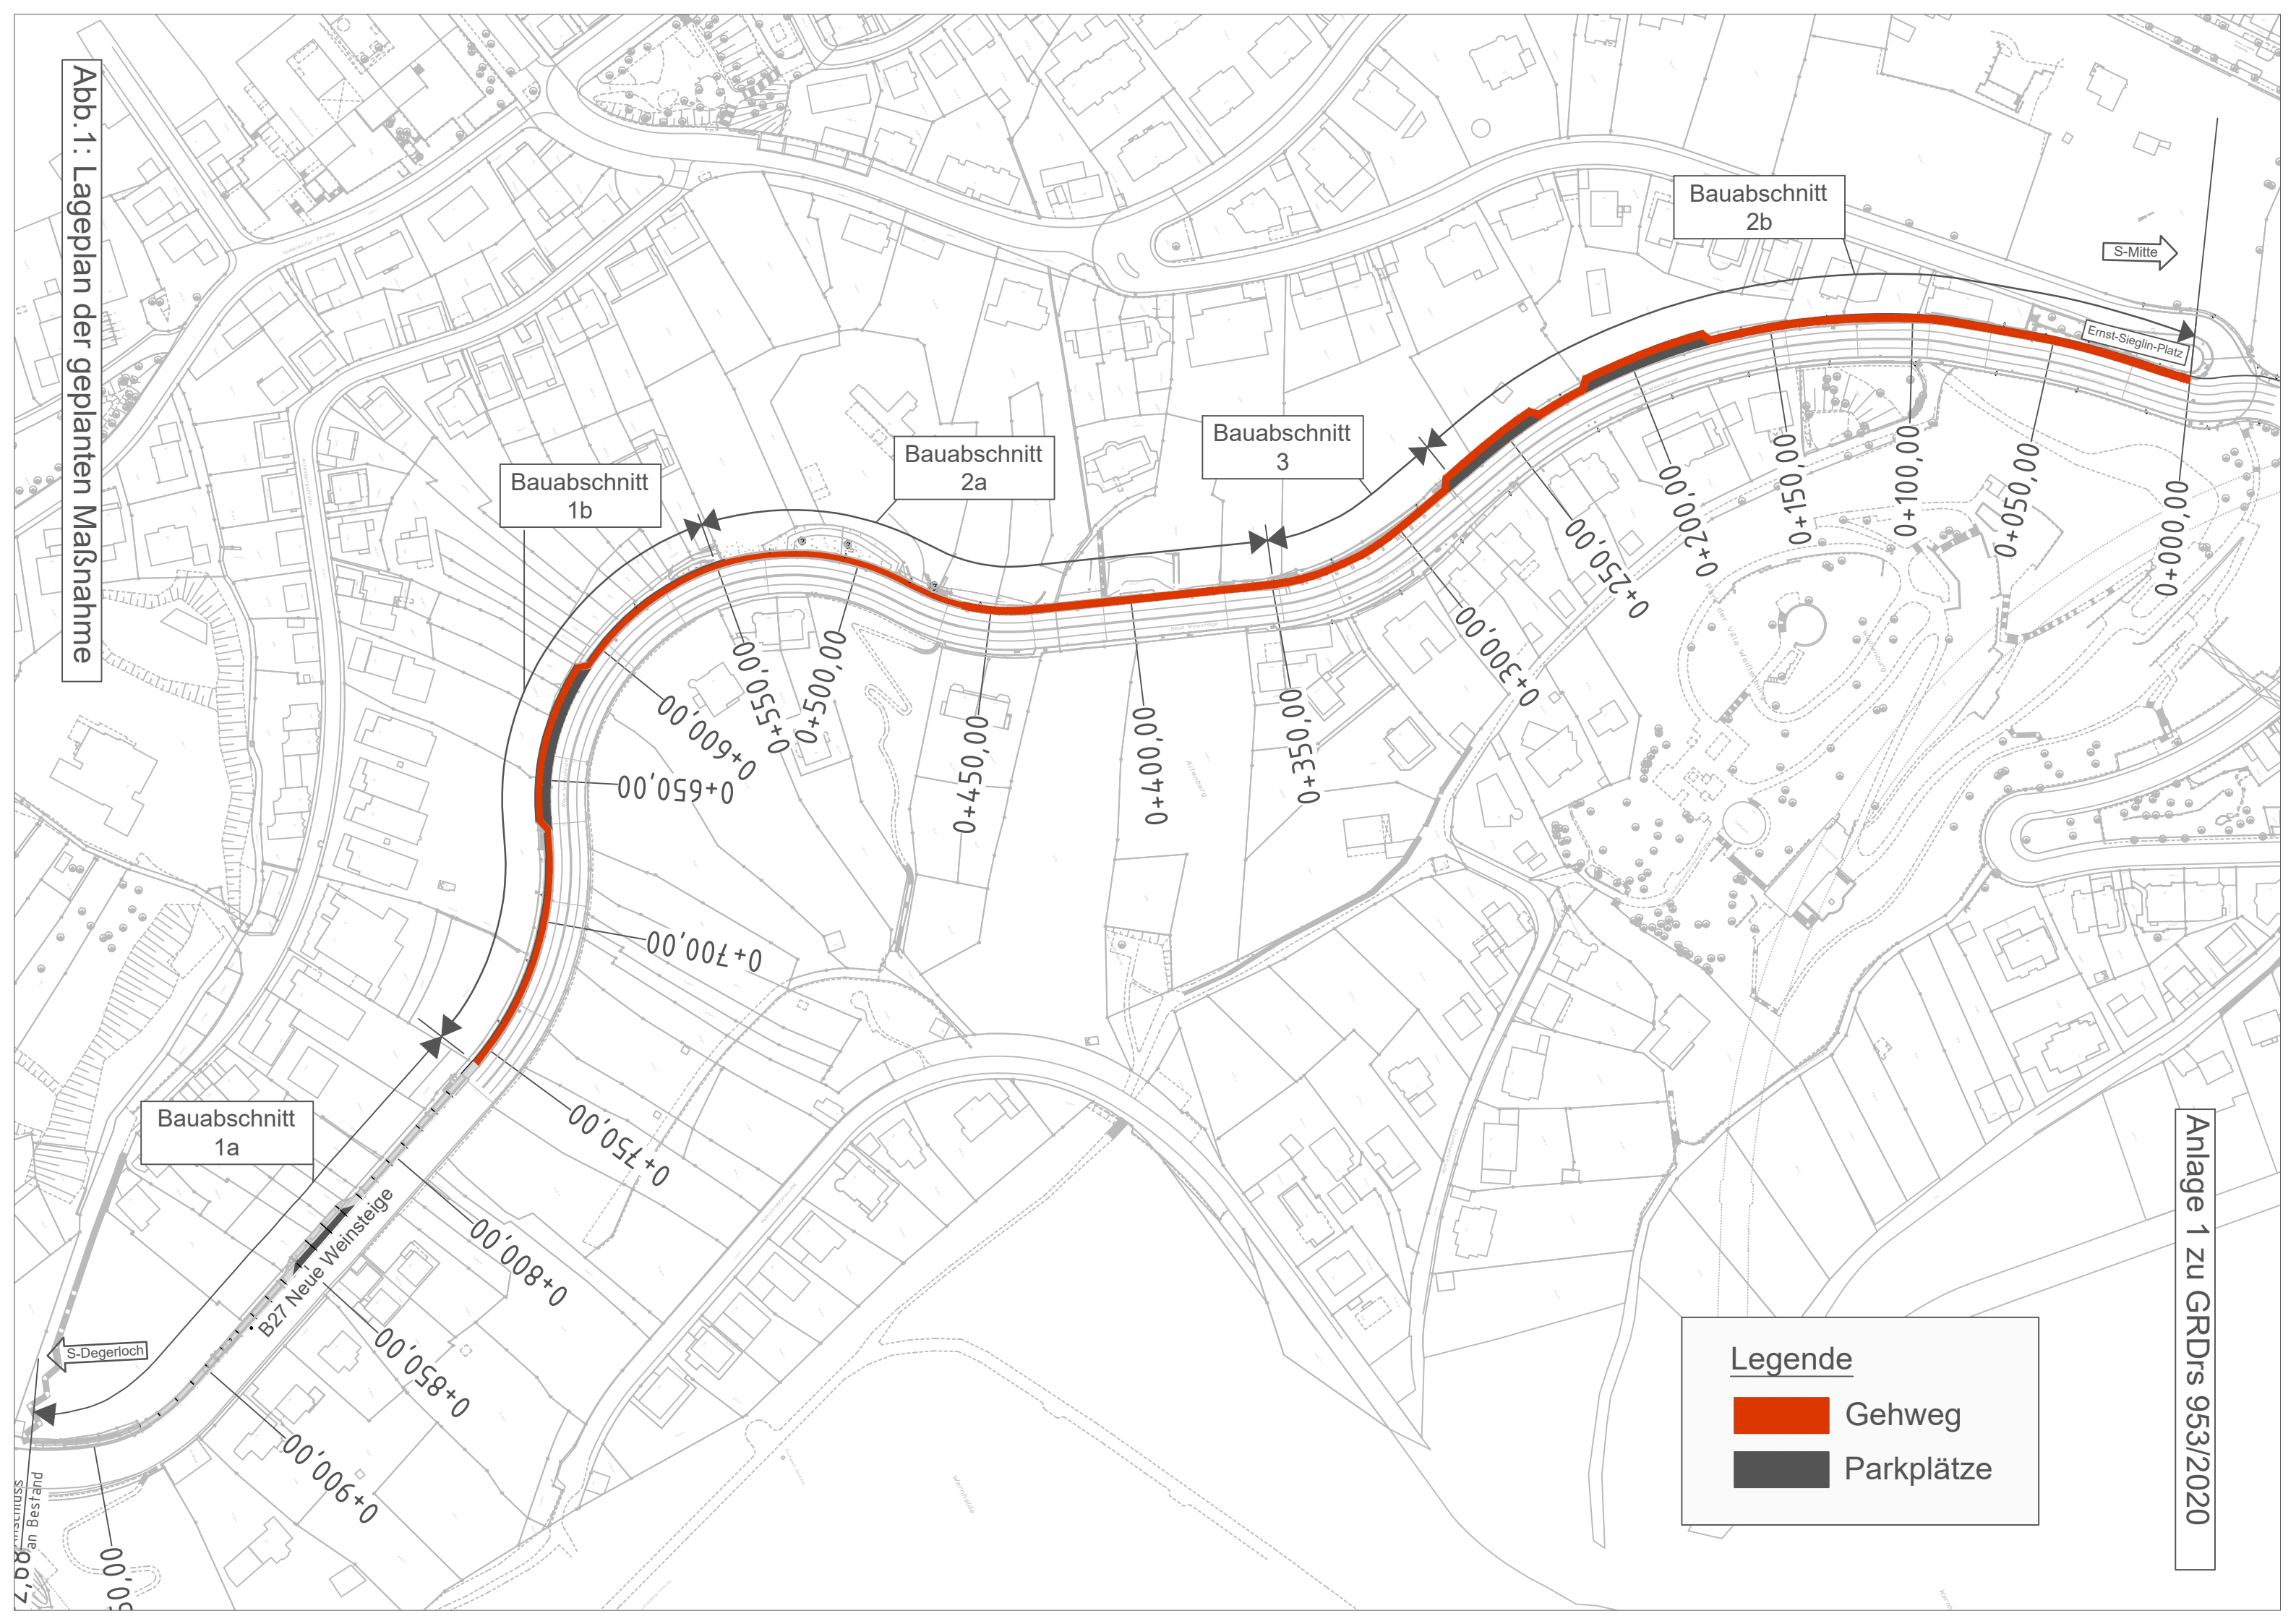 Abb.1: Lageplan der geplanten Maßnahme
Bauabschnitt
2b
S-Mitte
Ernst-Sieglin-Platz
Bauabschnitt
3
Bauabschnitt
2a
Bauabschnitt
1b
0+000,00
0+050,00
0+100,00
0+150,00
0+200,00
0+250,00
0+300,00
0+350,00
0+400,00
0+450,00
0+500,00
0+550,00
0+600,00
0+650,00
0+700,00
0+750,00
0+800,00
0+850,00
0+900,00
Bauabschnitt
1a
B27 Neue Weinsteige
S-Degerloch
an Bestand
Wernhalde
Anlage 1 zu GRDrs 953/2020
Legende
Gehweg
Parkplätze